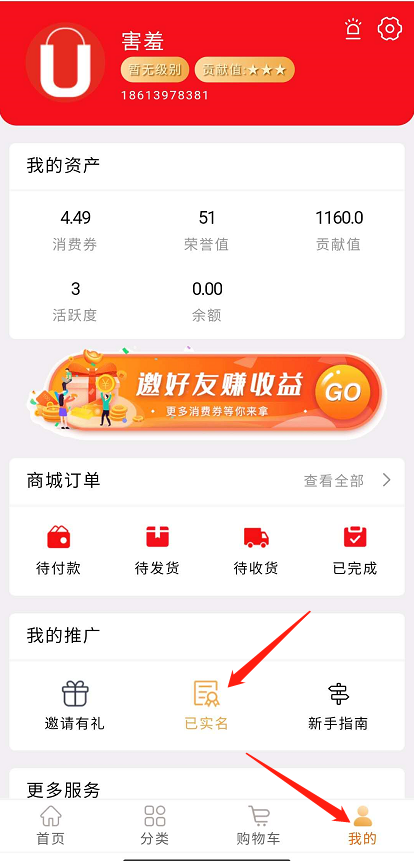 U
害羞
暂无级别 贡献值:★★★
18613978381
我的资产
4.49 51 1160.0
消费券 荣誉值 贡献值
3 0.00
活跃度 余额
邀好友赚收益 GO
更多消费券等你来拿
商城订单 查看全部
待付款 待发货 待收货 已完成
我的推广
邀请有礼 已实名 新手指南
更多服务
首页 分类 购物车 我的